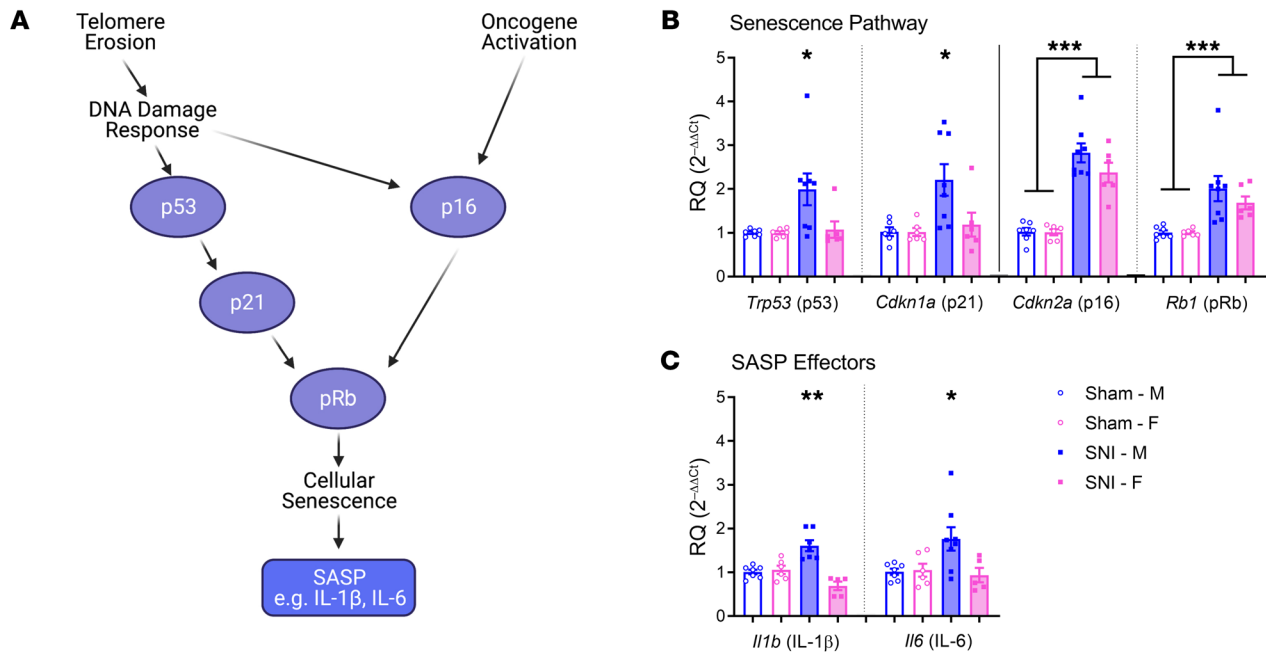 A
Telomere
Erosion
Oncogene
Activation
DNA Damage
Response
p53
p16
p21
pRb
Cellular
Senescence
SASP
e.g. IL-1β, IL-6
B
Senescence Pathway
* * *** ***
RQ (2−ΔΔCt)
5
4
3
2
1
0
Trp53 (p53) Cdkn1a (p21) Cdkn2a (p16) Rb1 (pRb)
C
SASP Effectors
** *
RQ (2−ΔΔCt)
5
4
3
2
1
0
Il1b (IL-1β) Il6 (IL-6)
Sham - M
Sham - F
SNI - M
SNI - F